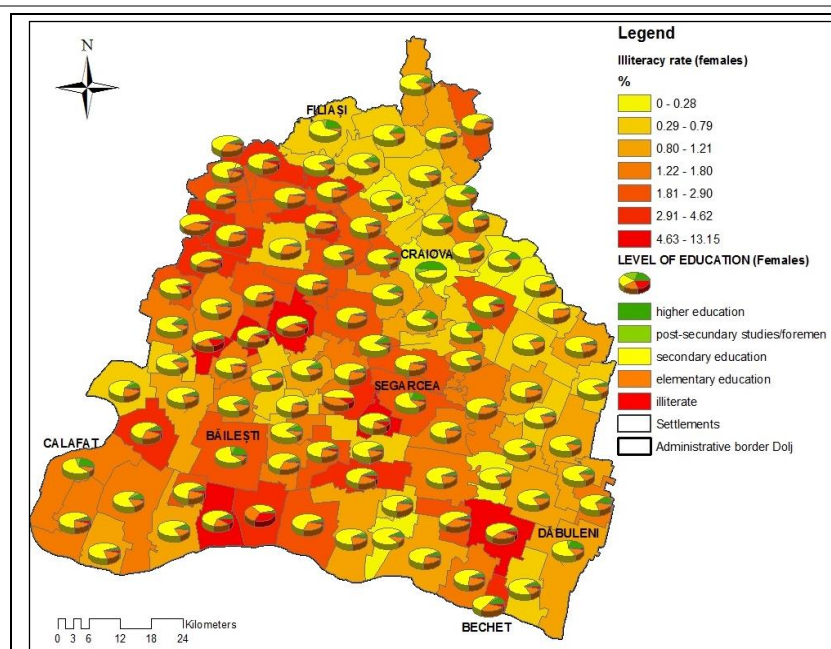 N
FILIAȘI
CRAIOVA
SEGARCEA
CALAFAT
BĂILEȘTI
DĂBULENI
BECHET
Kilometers
0 3 6 12 18 24
Legend
Illiteracy rate (females)
%
0 - 0.28
0.29 - 0.79
0.80 - 1.21
1.22 - 1.80
1.81 - 2.90
2.91 - 4.62
4.63 - 13.15
LEVEL OF EDUCATION (Females)
higher education
post-secundary studies/foremen
secondary education
elementary education
illiterate
Settlements
Administrative border Dolj